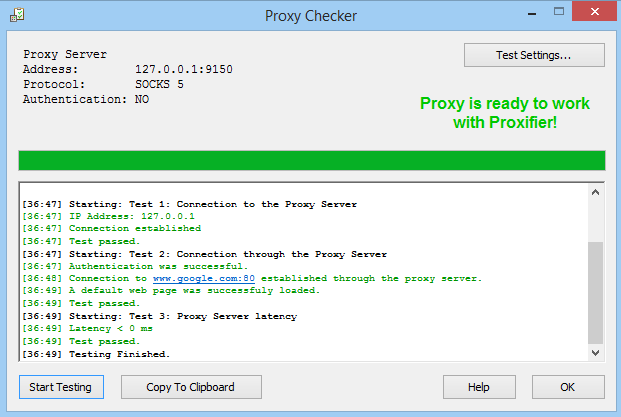 Proxy Checker
Proxy Server
Address: 127.0.0.1:9150
Protocol: SOCKS 5
Authentication: NO
Test Settings...
Proxy is ready to work
with Proxifier!
[36:47] Starting: Test 1: Connection to the Proxy Server
[36:47] IP Address: 127.0.0.1
[36:47] Connection established
[36:47] Test passed.
[36:47] Starting: Test 2: Connection through the Proxy Server
[36:47] Authentication was successful.
[36:48] Connection to www.google.com:80 established through the proxy server.
[36:49] A default web page was successfuly loaded.
[36:49] Test passed.
[36:49] Starting: Test 3: Proxy Server latency
[36:49] Latency < 0 ms
[36:49] Test passed.
[36:49] Testing Finished.
Start Testing
Copy To Clipboard
Help
OK